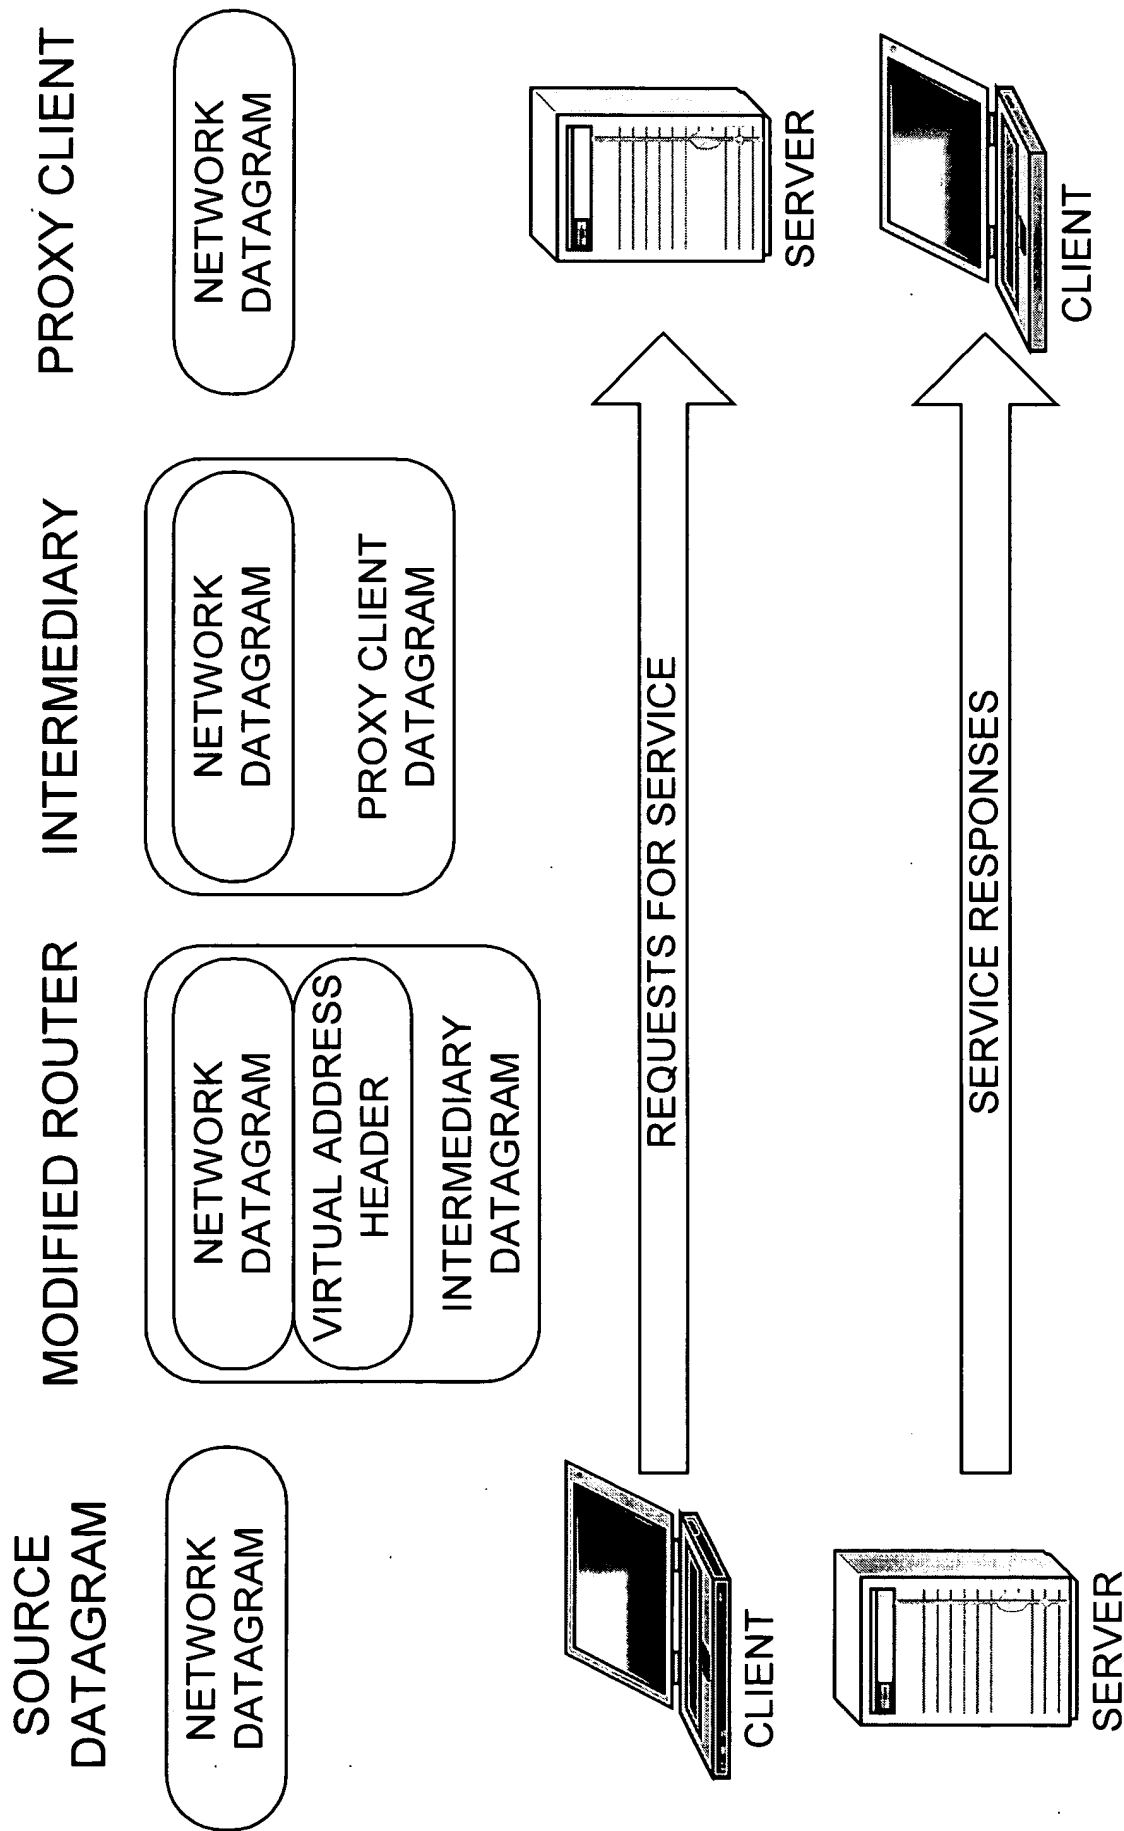 SOURCE
DATAGRAM
MODIFIED ROUTER
INTERMEDIARY
PROXY CLIENT
NETWORK
DATAGRAM
NETWORK
DATAGRAM
VIRTUAL ADDRESS
HEADER
INTERMEDIARY
DATAGRAM
NETWORK
DATAGRAM
PROXY CLIENT
DATAGRAM
NETWORK
DATAGRAM
CLIENT
REQUESTS FOR SERVICE
SERVER
SERVER
SERVICE RESPONSES
CLIENT